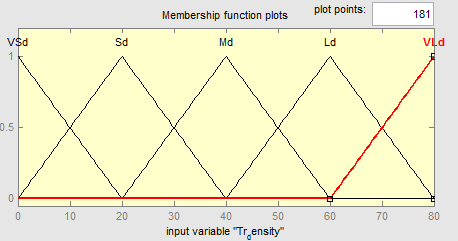 Membership function plots plot points: 181
VSd Sd Md Ld VLd
1
0.5
0
0 10 20 30 40 50 60 70 80
input variable "Tr_density"